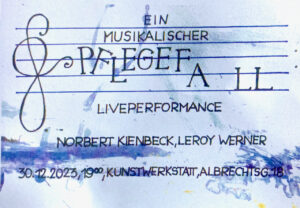 EIN
MUSIKALISCHER
PFLEGEFALL
LIVEPERFORMANCE
NORBERT KIENBECK, LEROY WERNER
30.12.2023, 19⁰⁰, KUNSTWERKSTATT, ALBRECHTSG. 18